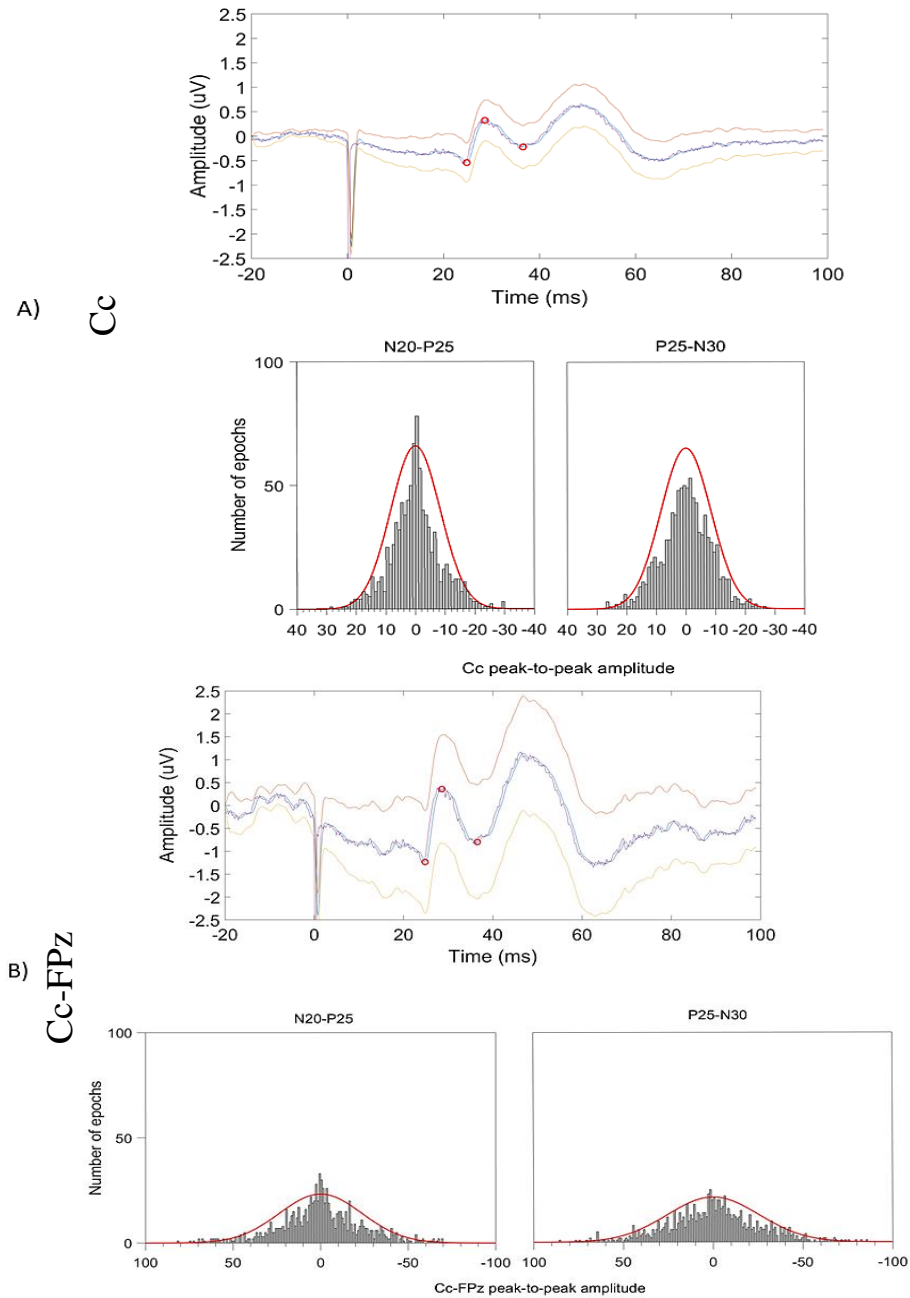 2.5
2
1.5
1
0.5
0
-0.5
-1
-1.5
-2
-2.5
Amplitude (uV)
-20 0 20 40 60 80 100
Time (ms)
A)
Cc
N20-P25 P25-N30
100
50
0
Number of epochs
40 30 20 10 0 -10 -20 -30 -40 40 30 20 10 0 -10 -20 -30 -40
Cc peak-to-peak amplitude
2.5
2
1.5
1
0.5
0
-0.5
-1
-1.5
-2
-2.5
Amplitude (uV)
-20 0 20 40 60 80 100
Time (ms)
B)
Cc-FPz
N20-P25 P25-N30
100
50
0
Number of epochs
100 50 0 -50 -100 100 50 0 -50 -100
Cc-FPz peak-to-peak amplitude